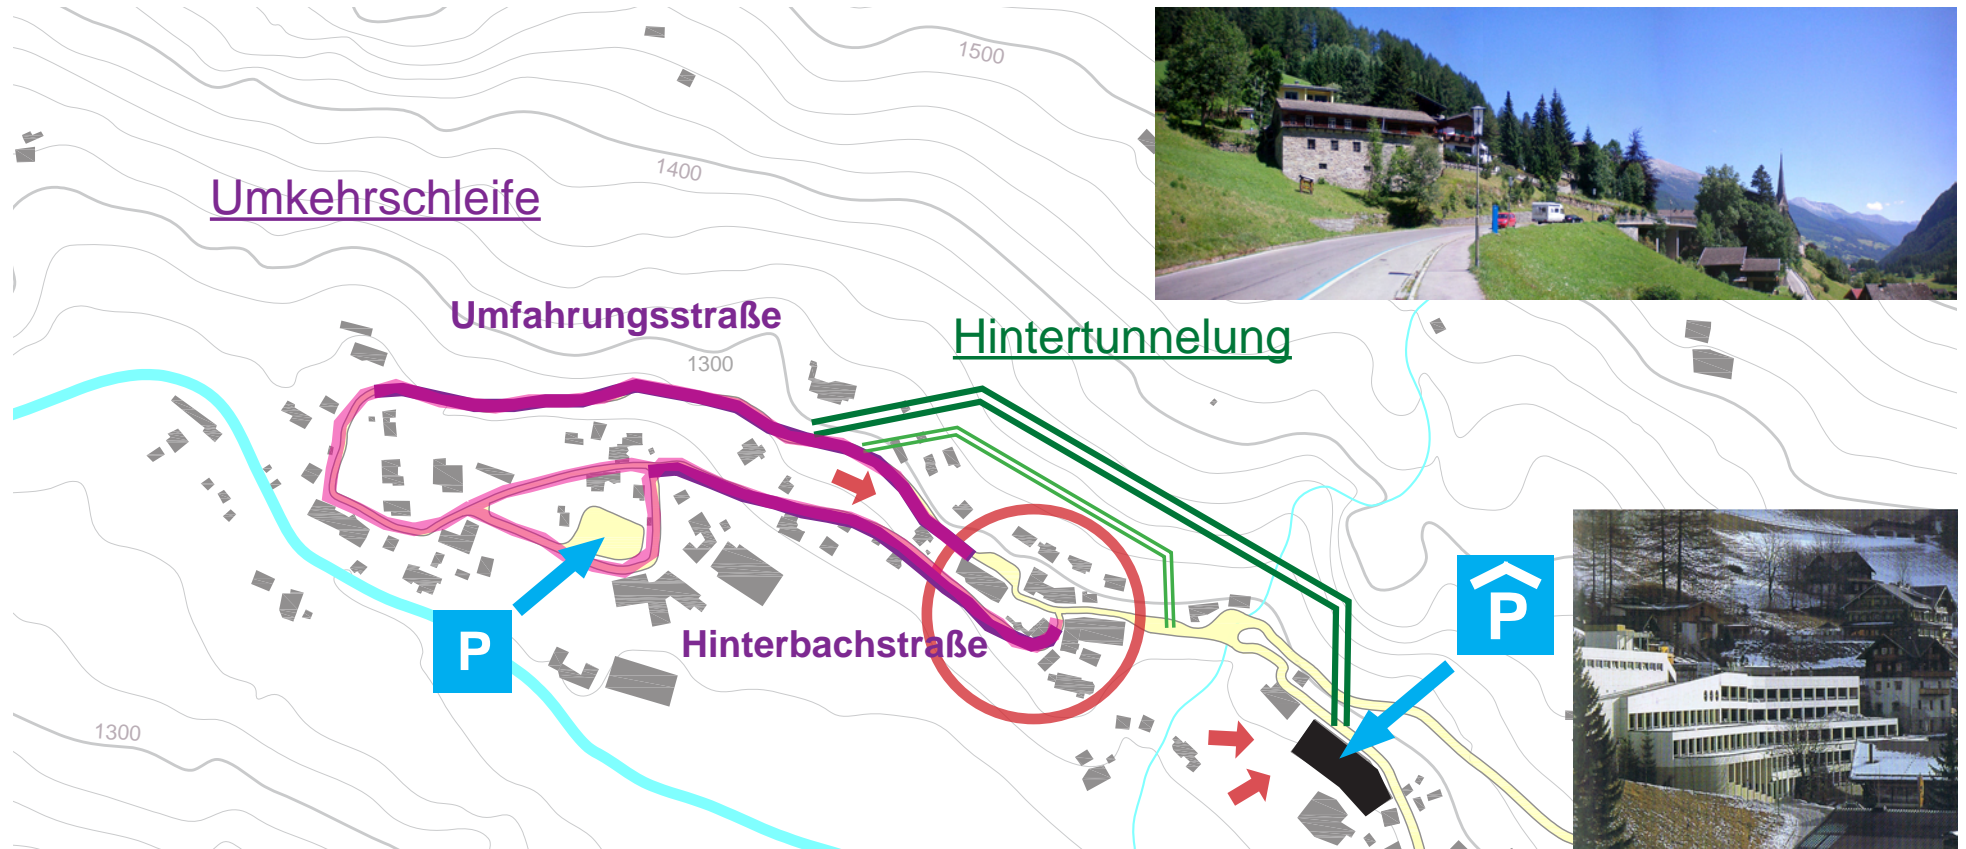 1500
1400
Umkehrschleife
Umfahrungsstraße
Hintertunnelung
1300
P
P
Hinterbachstraße
1300